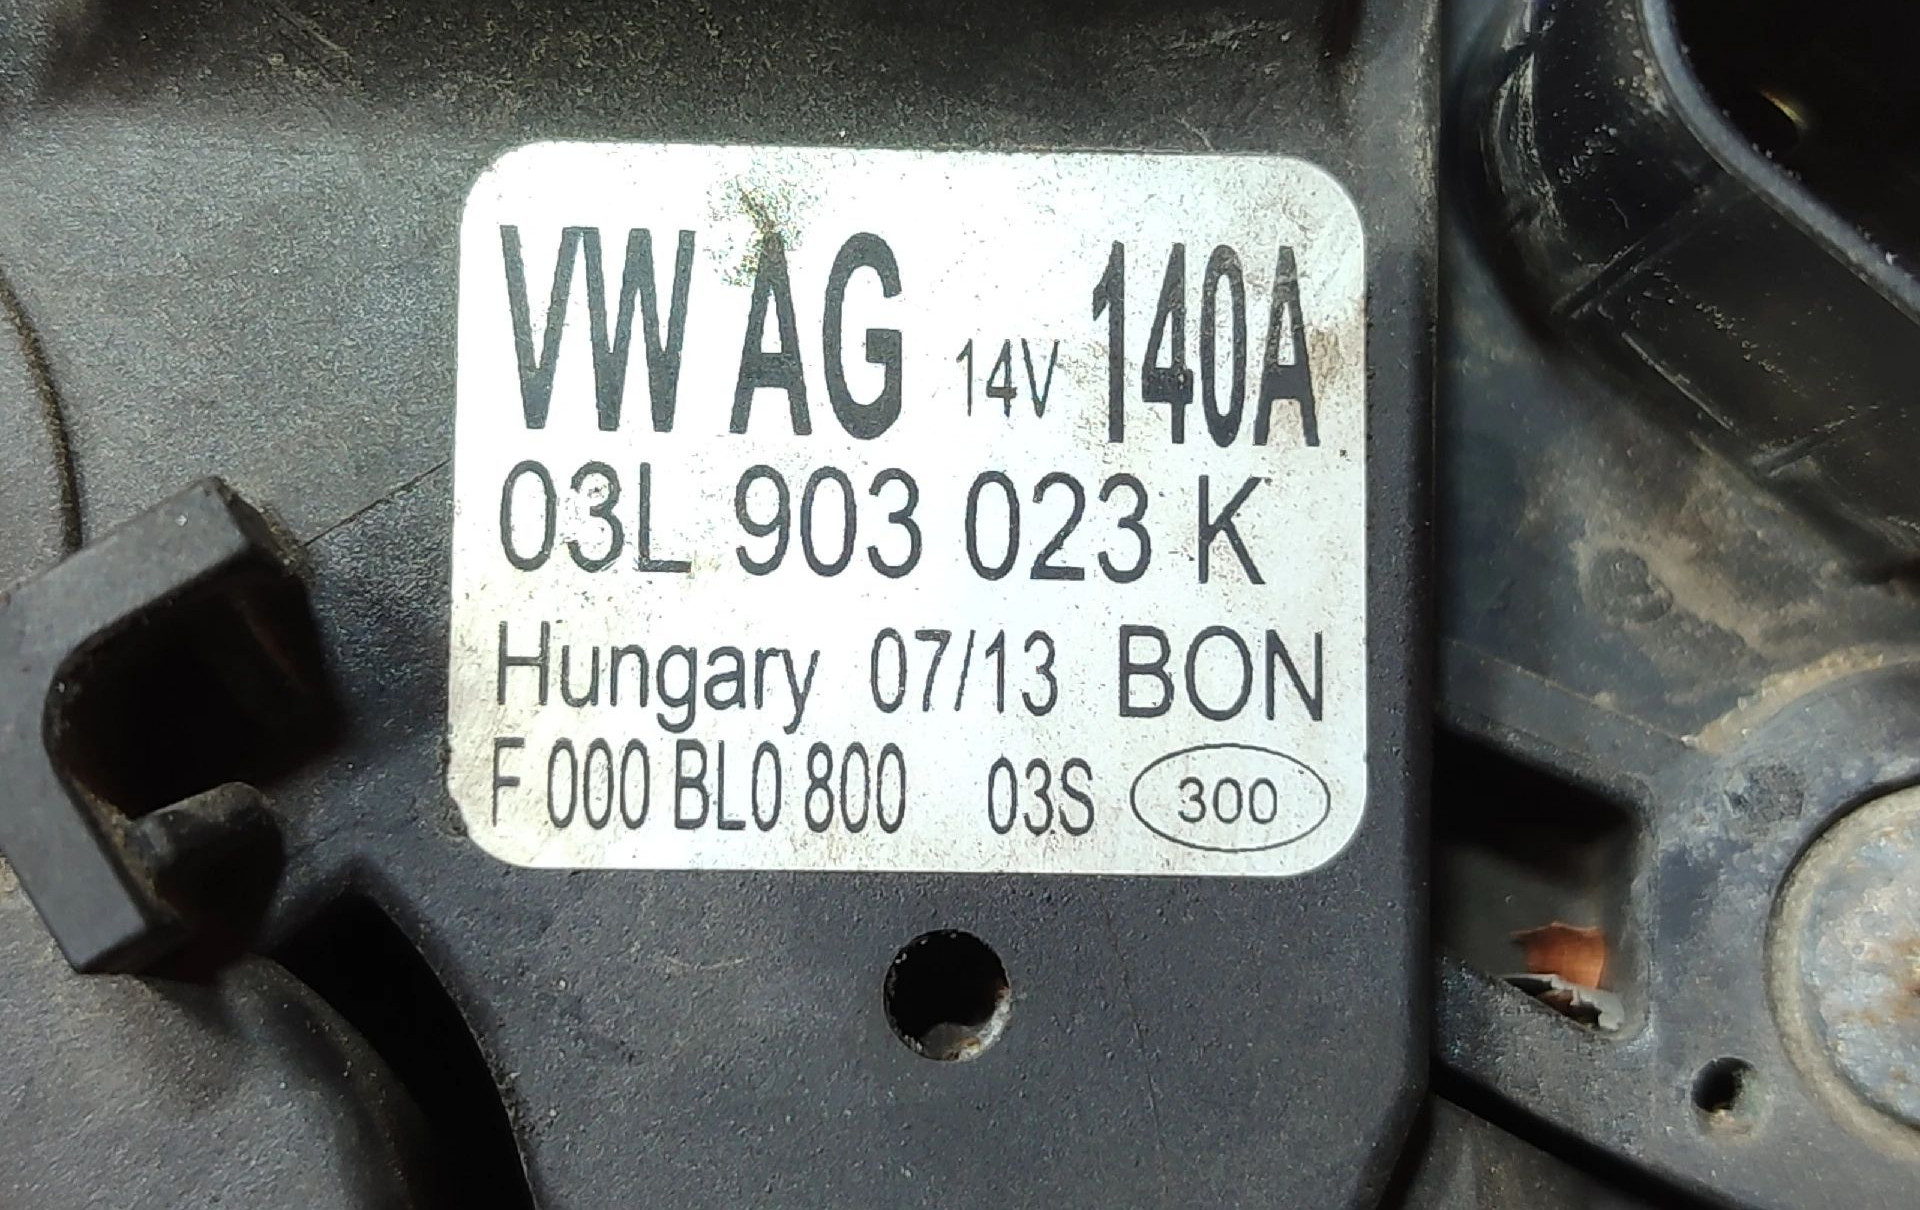 VW AG 14V 140A
03L 903 023 K
Hungary 07/13 BON
F 000 BL0 800 03S 300